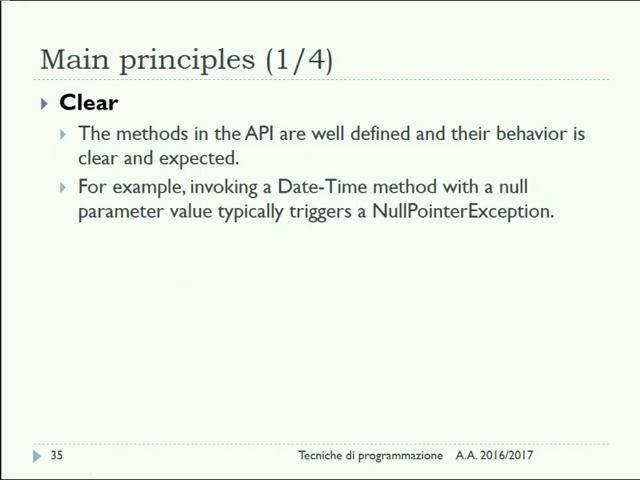 Main principles (1/4)
Clear
The methods in the API are well defined and their behavior is
clear and expected.
For example, invoking a Date-Time method with a null
parameter value typically triggers a NullPointerException.
35 Tecniche di programmazione A.A. 2016/2017